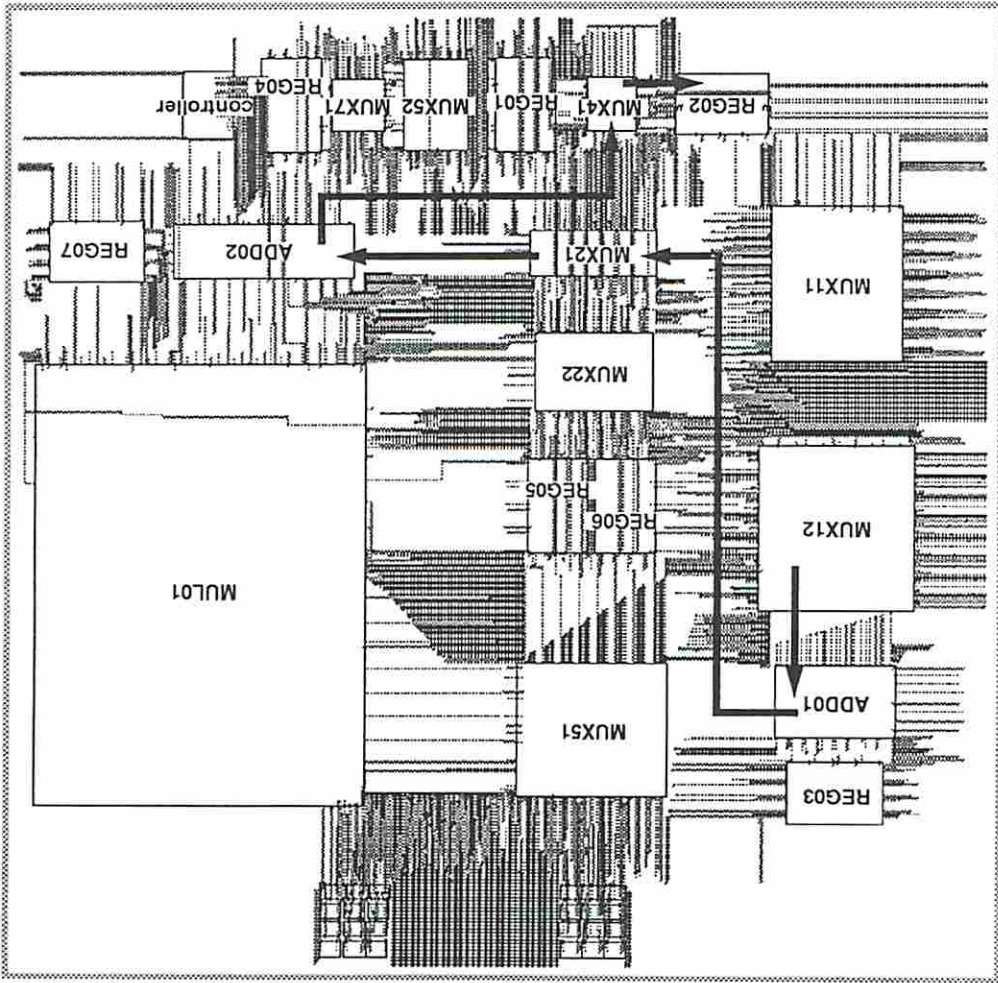 REG03
MUX51
ADD01
MUL01
MUX12
REG06
REG05
MUX22
MUX11
MUX21
ADD02
REG07
REG02
MUX41
REG01
MUX52
MUX71
REG04
controller